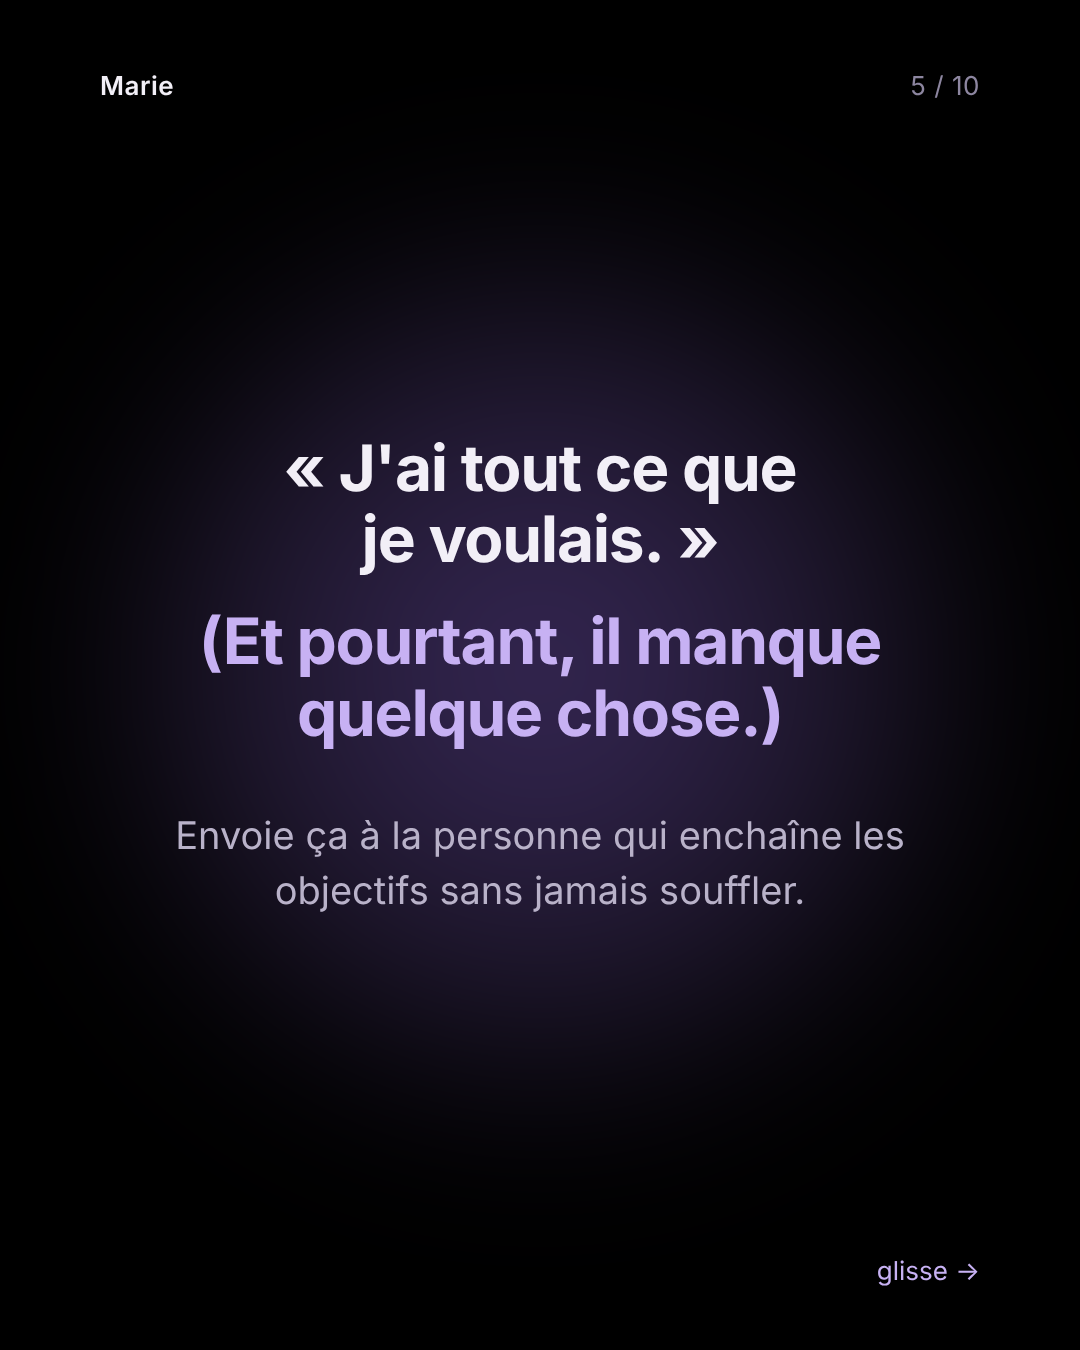 Marie
5 / 10
« J'ai tout ce que
je voulais. »
(Et pourtant, il manque
quelque chose.)
Envoie ça à la personne qui enchaîne les
objectifs sans jamais souffler.
glisse →